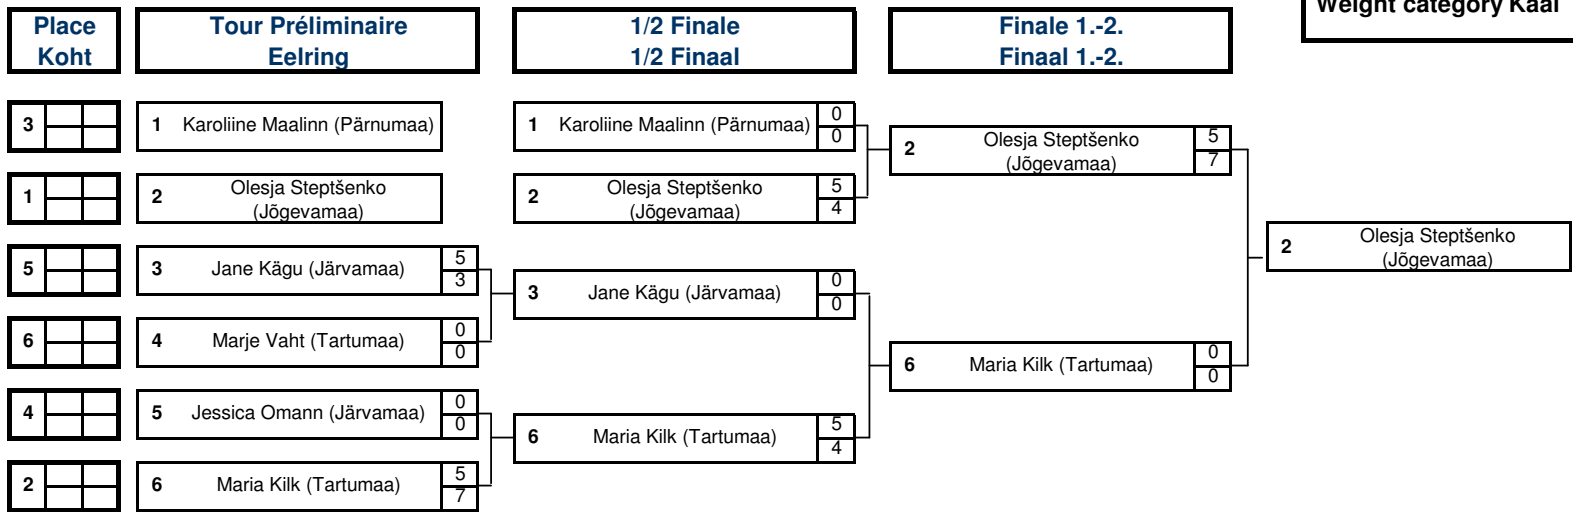 Weight category Kaal
Place
Koht
Tour Préliminaire
Eelring
1/2 Finale
1/2 Finaal
Finale 1.-2.
Finaal 1.-2.
3
1 Karoliine Maalinn (Pärnumaa)
1 Karoliine Maalinn (Pärnumaa)
0
0
2 Olesja Steptšenko
(Jõgevamaa)
5
7
1
2 Olesja Steptšenko
(Jõgevamaa)
2 Olesja Steptšenko
(Jõgevamaa)
5
4
2 Olesja Steptšenko
(Jõgevamaa)
5
3 Jane Kägu (Järvamaa)
5
3
3 Jane Kägu (Järvamaa)
0
0
6
4 Marje Vaht (Tartumaa)
0
0
6 Maria Kilk (Tartumaa)
0
0
4
5 Jessica Omann (Järvamaa)
0
0
6 Maria Kilk (Tartumaa)
5
4
2
6 Maria Kilk (Tartumaa)
5
7